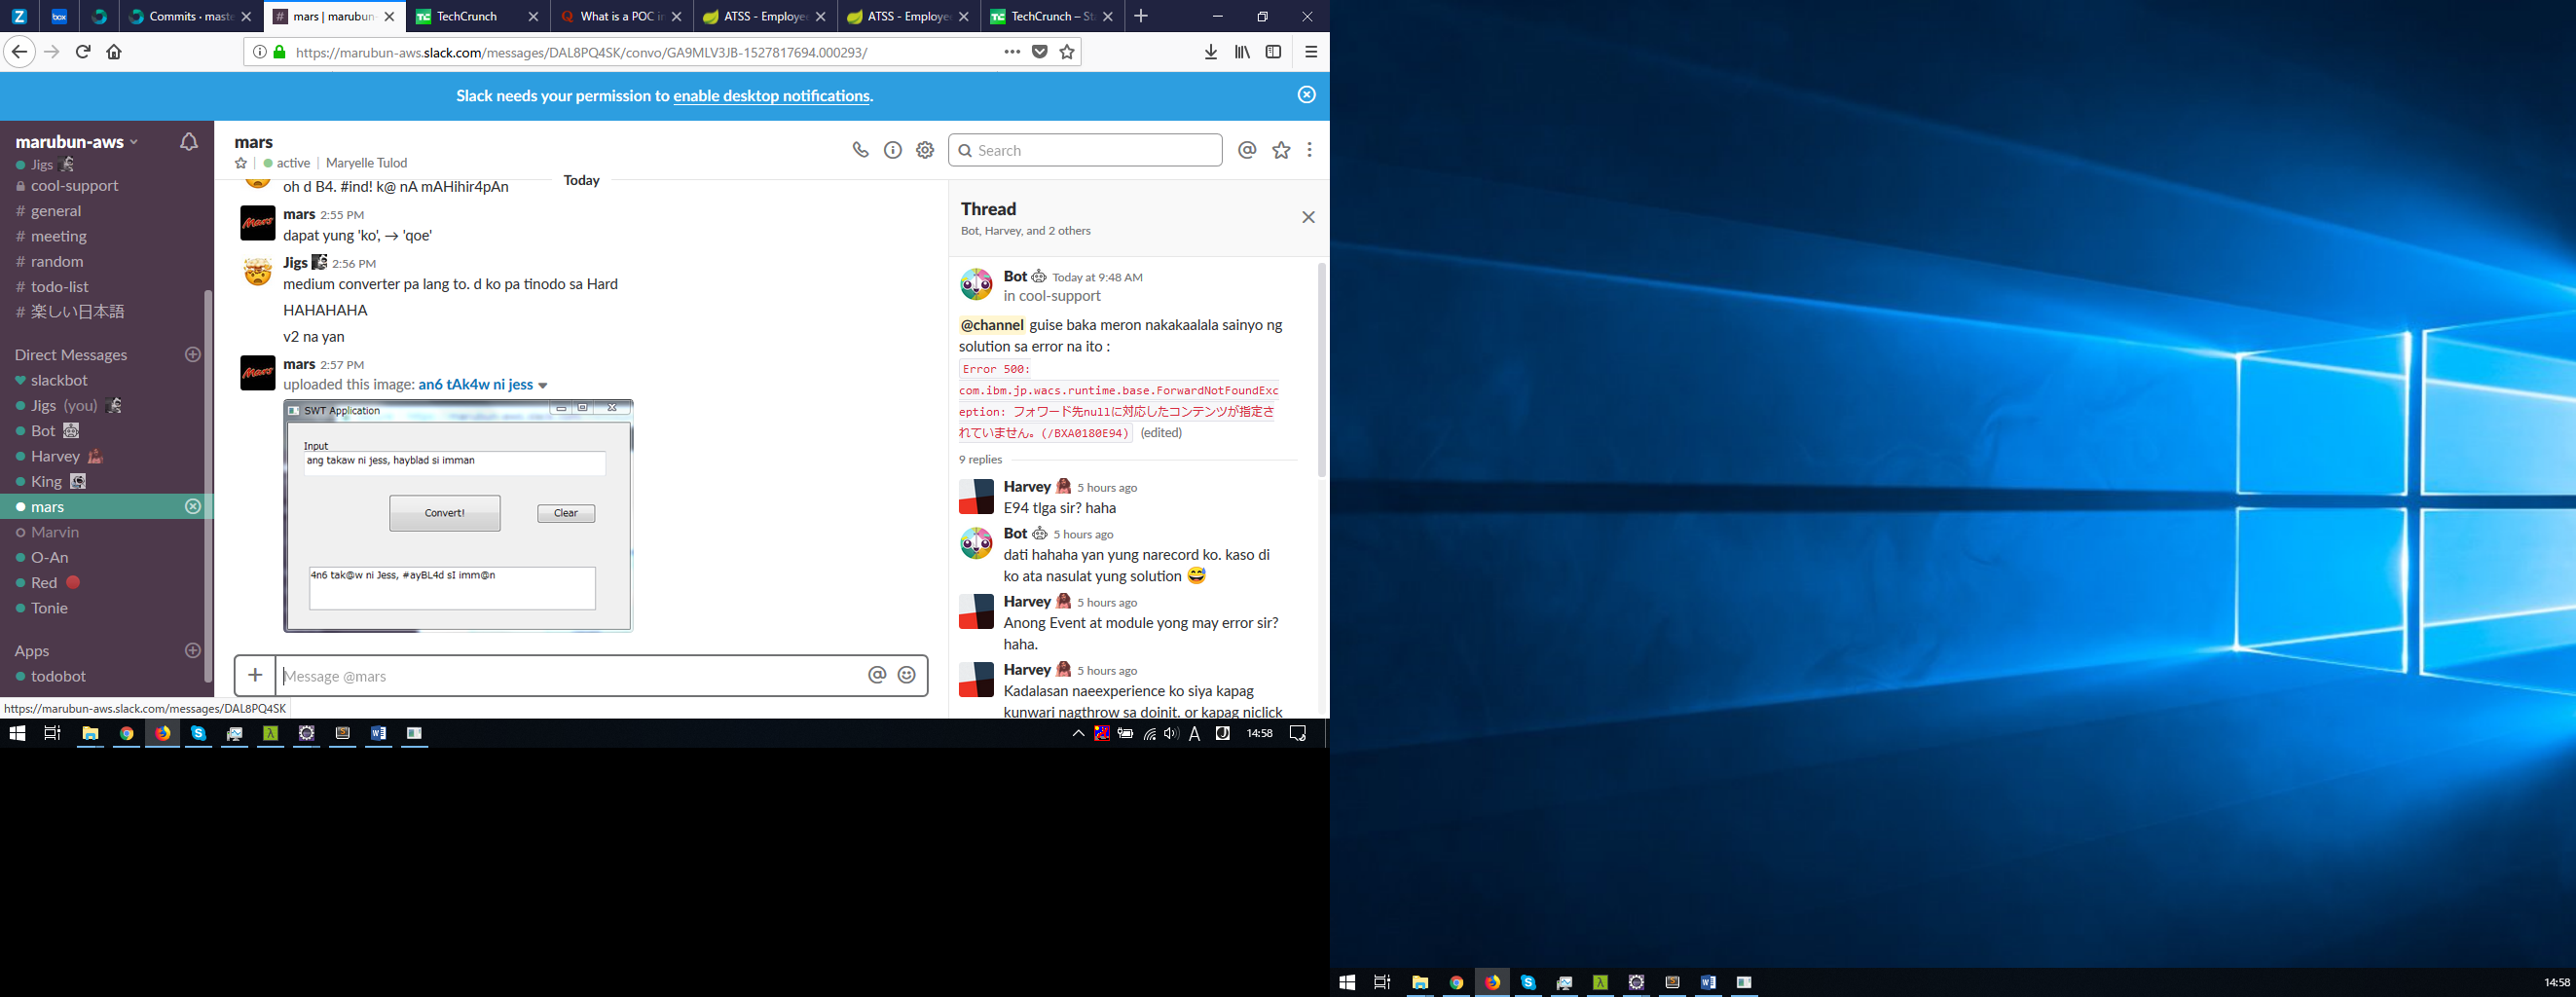 box
Commits · maste
mars | marubun-
TechCrunch
What is a POC in
ATSS - Employee
ATSS - Employee
TechCrunch – Sta
https://marubun-aws.slack.com/messages/DAL8PQ4SK/convo/GA9MLV3JB-1527817694.000293/
Slack needs your permission to enable desktop notifications.
marubun-aws
Jigs
cool-support
# general
# meeting
# random
# todo-list
# 楽しい日本語
Direct Messages
slackbot
Jigs (you)
Bot
Harvey
King
mars
Marvin
O-An
Red
Tonie
Apps
todobot
https://marubun-aws.slack.com/messages/DAL8PQ4SK
mars
active | Maryelle Tulod
Search
Today
oh d B4. #ind! k@ nA mAHihir4pAn
mars 2:55 PM
dapat yung 'ko', → 'qoe'
Jigs 2:56 PM
medium converter pa lang to. d ko pa tinodo sa Hard
HAHAHAHA
v2 na yan
mars 2:57 PM
uploaded this image: an6 tAk4w ni jess
SWT Application
Input
ang takaw ni jess, hayblad si imman
Convert!
Clear
4n6 tak@w ni Jess, #ayBL4d sI imm@n
Message @mars
Thread
Bot, Harvey, and 2 others
Bot Today at 9:48 AM
in cool-support
@channel guise baka meron nakakaalala sainyo ng
solution sa error na ito :
Error 500:
com.ibm.jp.wacs.runtime.base.ForwardNotFoundExc
eption: フォワード先nullに対応したコンテンツが指定さ
れていません。(/BXA0180E94) (edited)
9 replies
Harvey 5 hours ago
E94 tlga sir? haha
Bot 5 hours ago
dati hahaha yan yung narecord ko. kaso di
ko ata nasulat yung solution
Harvey 5 hours ago
Anong Event at module yong may error sir?
haha.
Harvey 5 hours ago
Kadalasan naeexperience ko siya kapag
kunwari nagthrow sa doinit. or kapag niclick
A
14:58
14:58